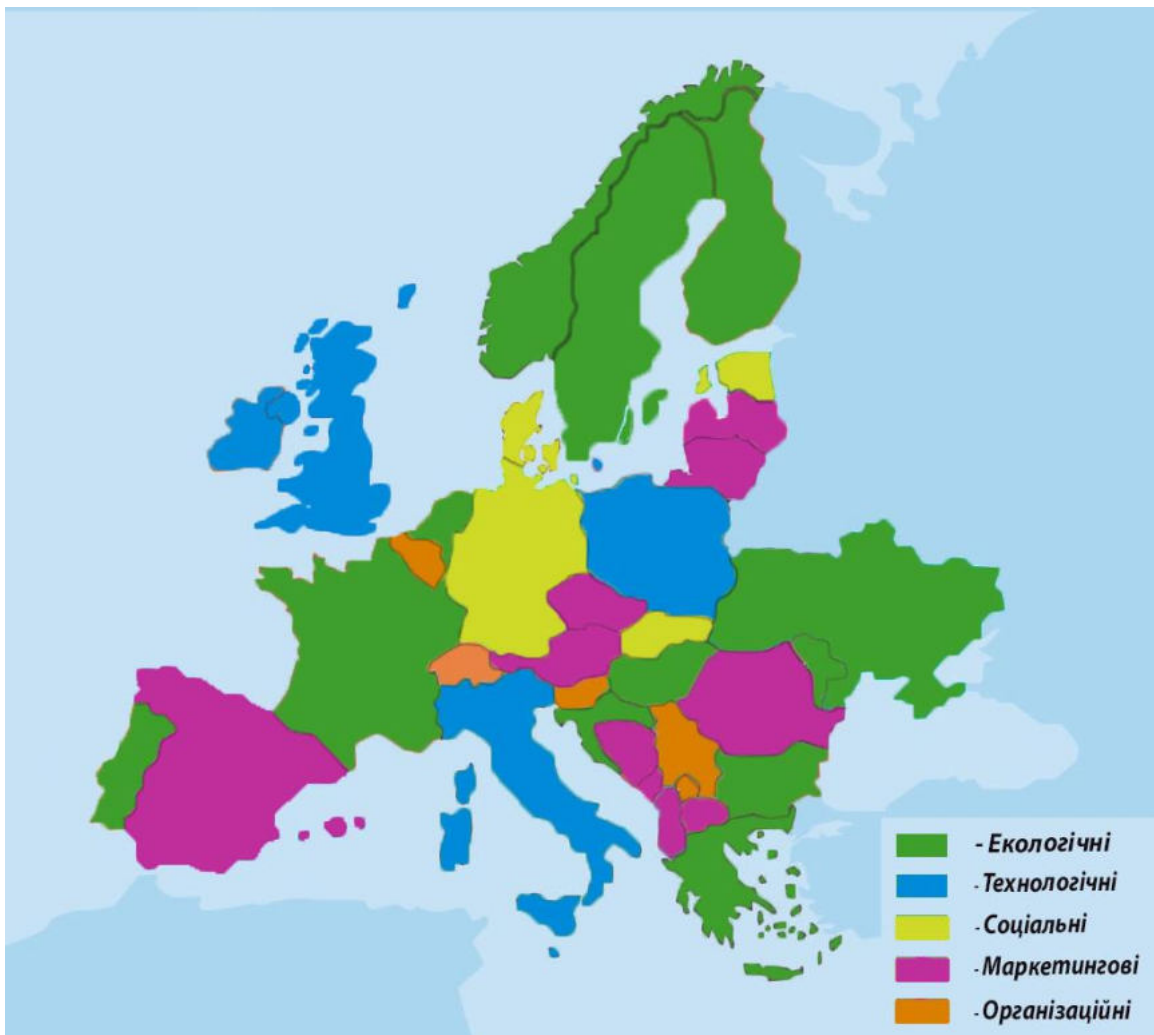 - Екологічні
- Технологічні
- Соціальні
- Маркетингові
- Організаційні